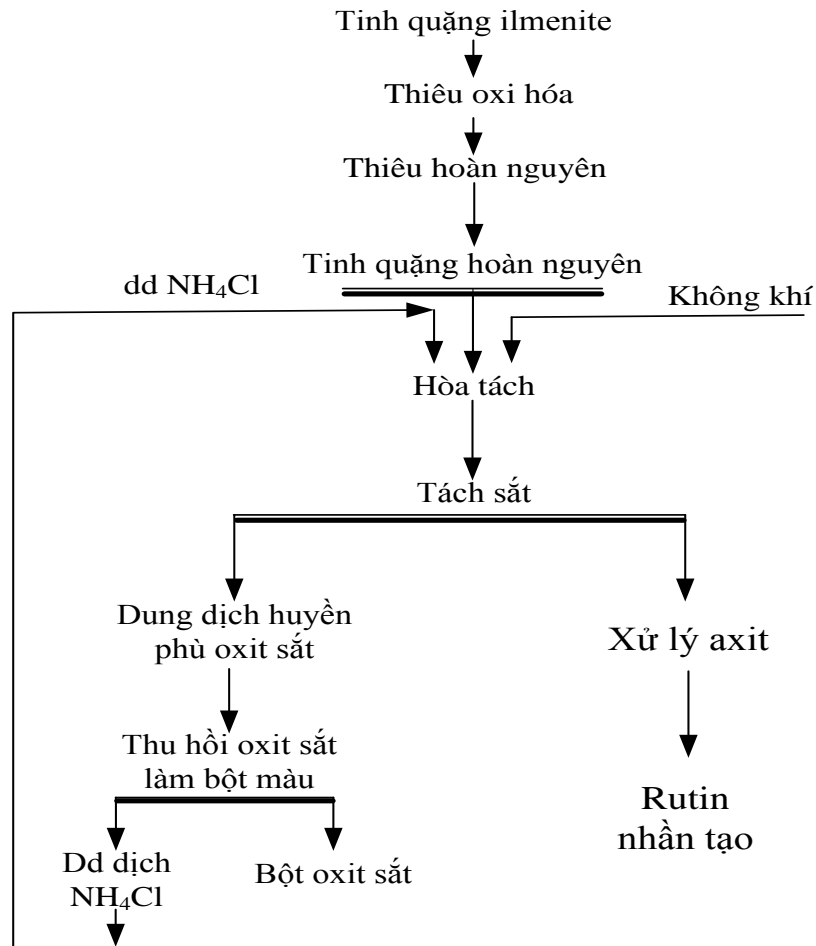 Tinh quặng ilmenite
Thiêu oxi hóa
Thiêu hoàn nguyên
Tinh quặng hoàn nguyên
dd NH₄Cl
Không khí
Hòa tách
Tách sắt
Dung dịch huyền
phù oxit sắt
Xử lý axit
Thu hồi oxit sắt
làm bột màu
Rutin
nhần tạo
Dd dịch
NH₄Cl
Bột oxit sắt